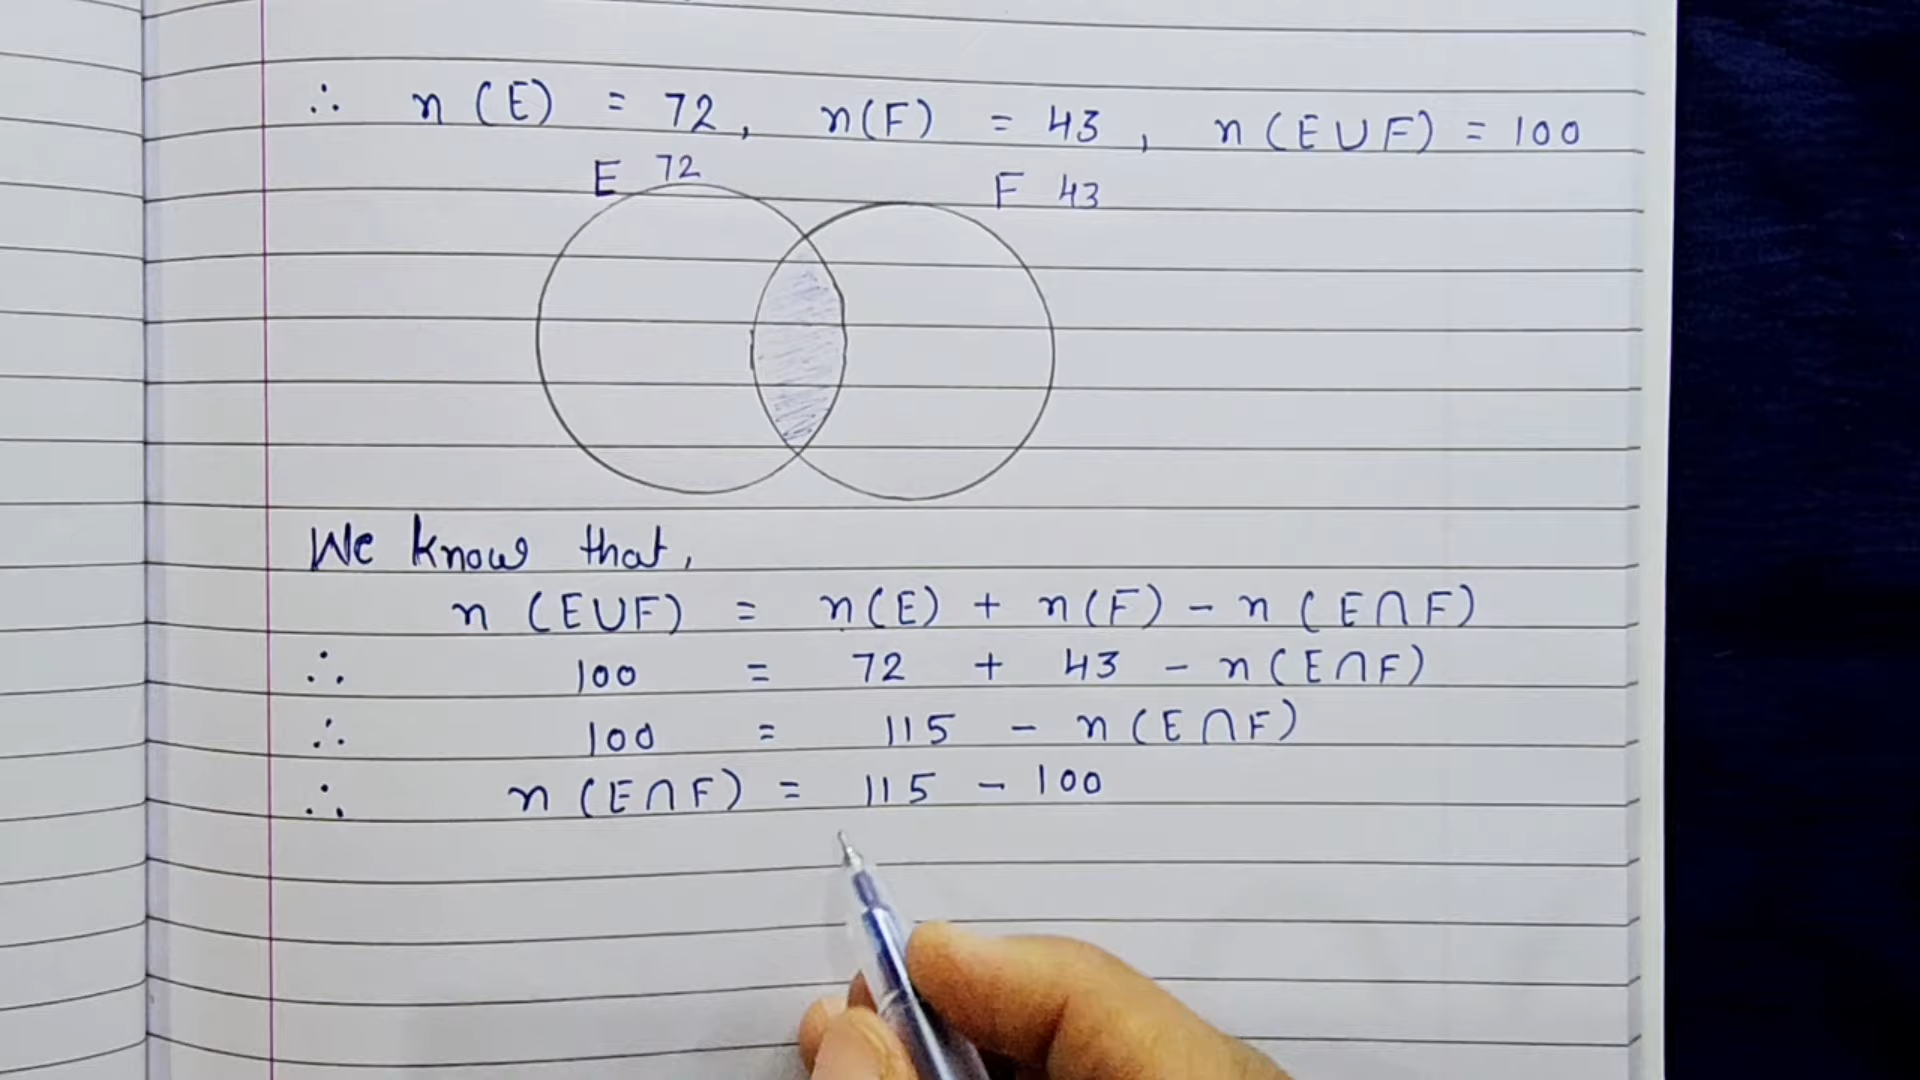 ∴ n (E) = 72, n(F) = 43, n (E∪F) = 100
E 72 F 43
We know that,
n (E∪F) = n(E) + n(F) - n (E∩F)
∴ 100 = 72 + 43 - n (E∩F)
∴ 100 = 115 - n (E∩F)
∴ n (E∩F) = 115 - 100